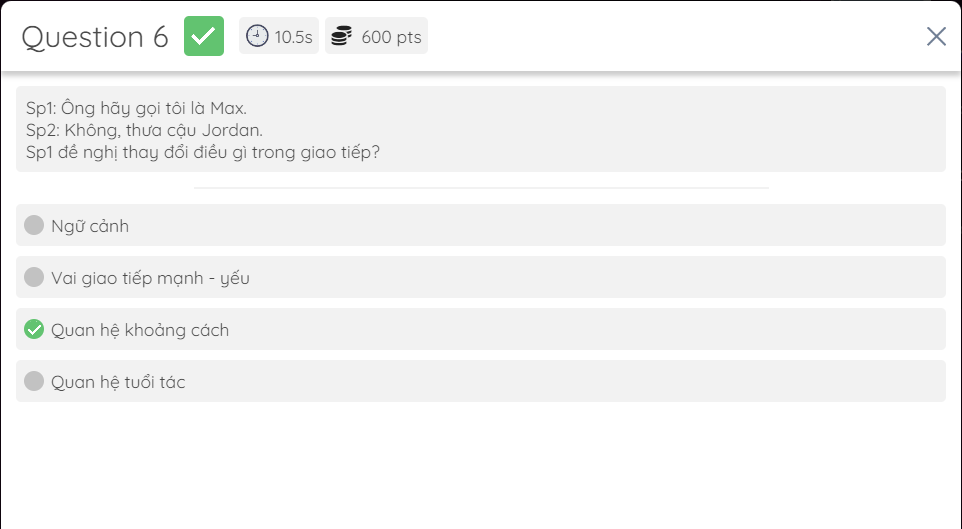 Question 6
10.5s
600 pts
Sp1: Ông hãy gọi tôi là Max.
Sp2: Không, thưa cậu Jordan.
Sp1 đề nghị thay đổi điều gì trong giao tiếp?
Ngữ cảnh
Vai giao tiếp mạnh - yếu
Quan hệ khoảng cách
Quan hệ tuổi tác